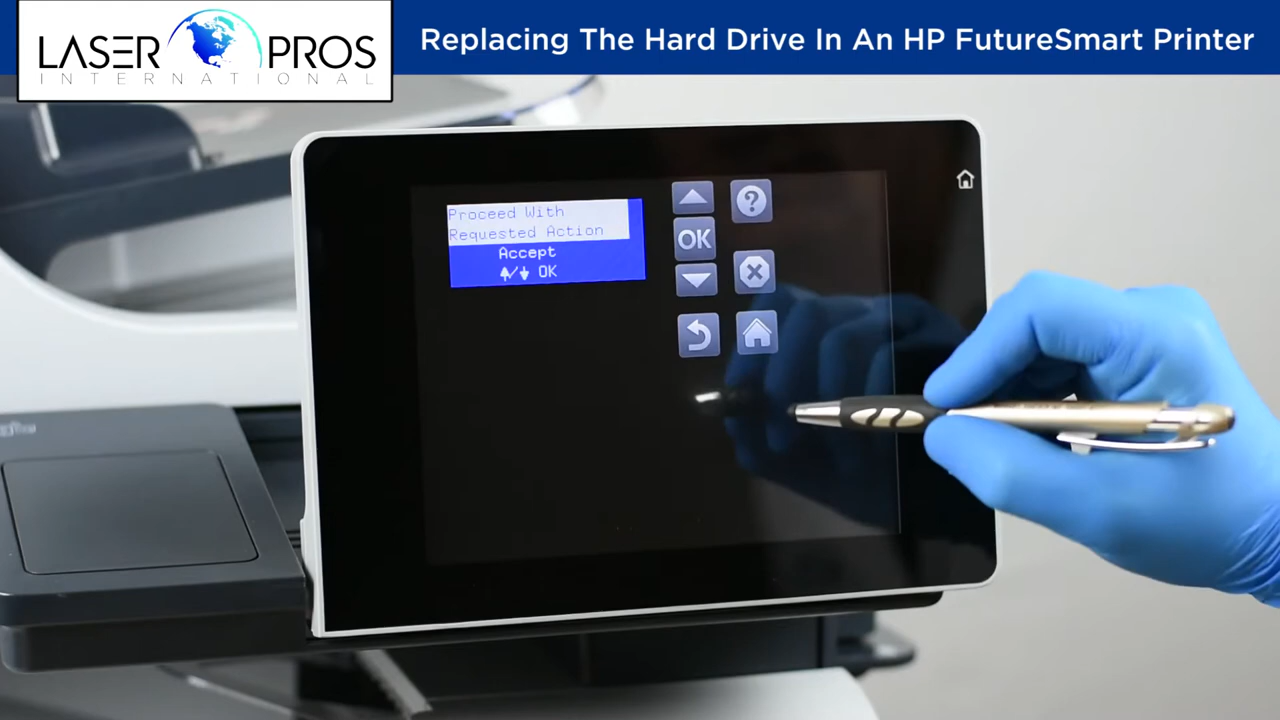 LASER PROS
INTERNATIONAL
Replacing The Hard Drive In An HP FutureSmart Printer
Proceed With
Requested Action
Accept
/ OK
OK
?